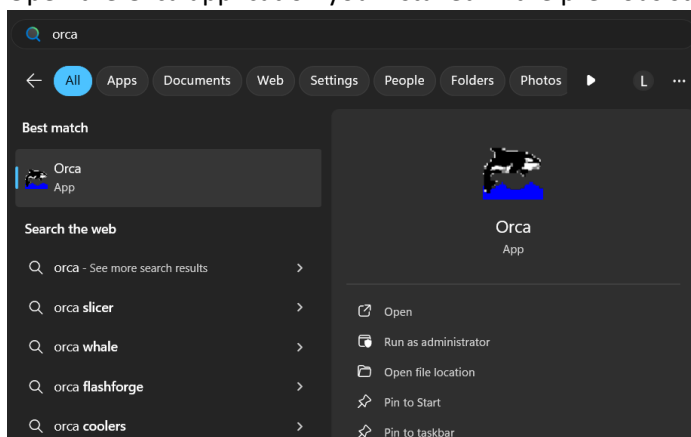 orca
All Apps Documents Web Settings People Folders Photos L ...
Best match
Orca
App
Search the web
orca - See more search results
orca slicer
orca whale
orca flashforge
orca coolers
Orca
App
Open
Run as administrator
Open file location
Pin to Start
Pin to taskbar